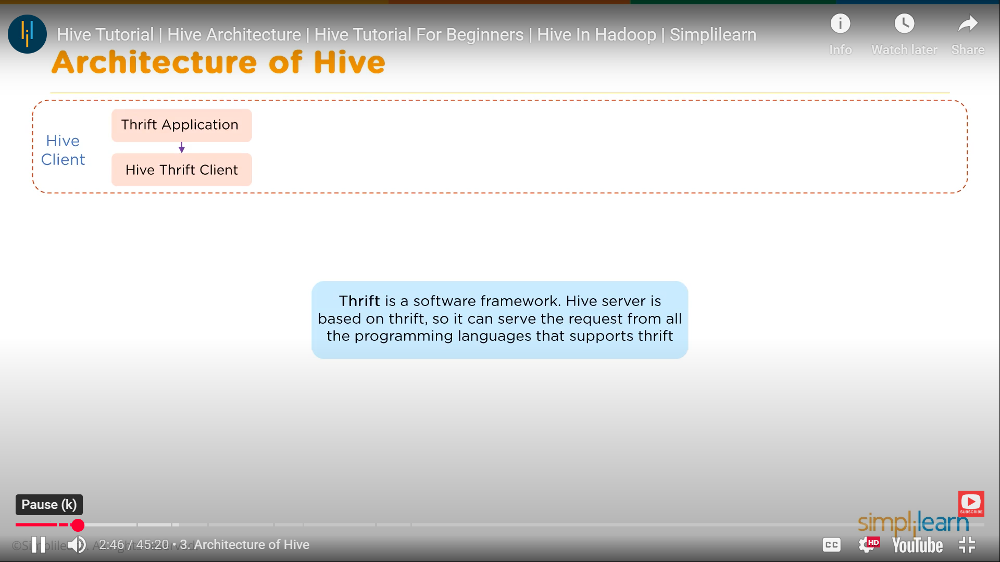 Hive Tutorial | Hive Architecture | Hive Tutorial For Beginners | Hive In Hadoop | Simplilearn
Info
Watch later
Share
Architecture of Hive
Hive
Client
Thrift Application
Hive Thrift Client
Thrift is a software framework. Hive server is
based on thrift, so it can serve the request from all
the programming languages that supports thrift
Pause (k)
SUBSCRIBE
simplilearn
2:46 / 45:20 • 3. Architecture of Hive
CC
HD
YouTube